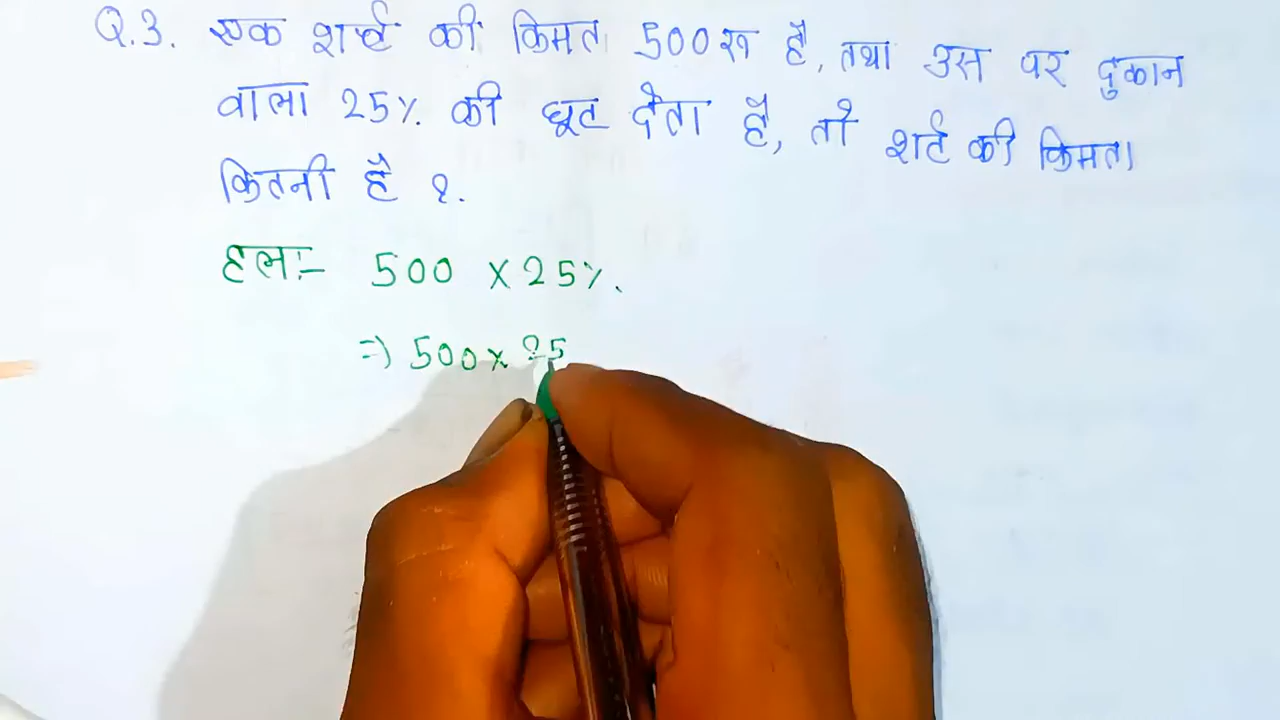 Q.3. एक शर्ट की किमत 500रू है, तथा उस पर दुकान
वाला 25%. की छूट देता है, तो शर्ट की किमत
कितनी है ?.
हल:- 500 × 25%.
=> 500 × 25